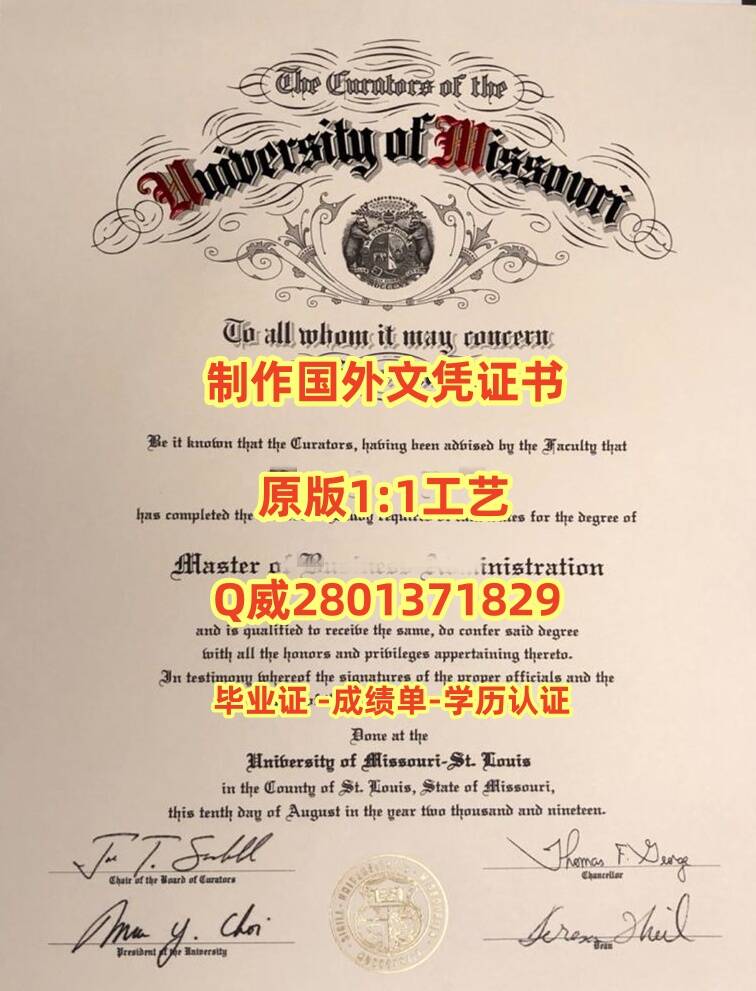 The Curators of the
University of Missouri
To all whom it may concern
制作国外文凭证书
Be it known that the Curators, having been advised by the Faculty that
原版1:1工艺
has completed the for the degree of
Master of Business Administration
Q威2801371829
and is qualified to receive the same, do confer said degree
with all the honors and privileges appertaining thereto.
In testimony whereof the signatures of the proper officials and the
毕业证 -成绩单-学历认证
Done at the
University of Missouri-St. Louis
in the County of St. Louis, State of Missouri,
this tenth day of August in the year two thousand and nineteen.
Chair of the Board of Curators
Thomas F. George
Chancellor
Mun Y. Choi
President of the University
Dean